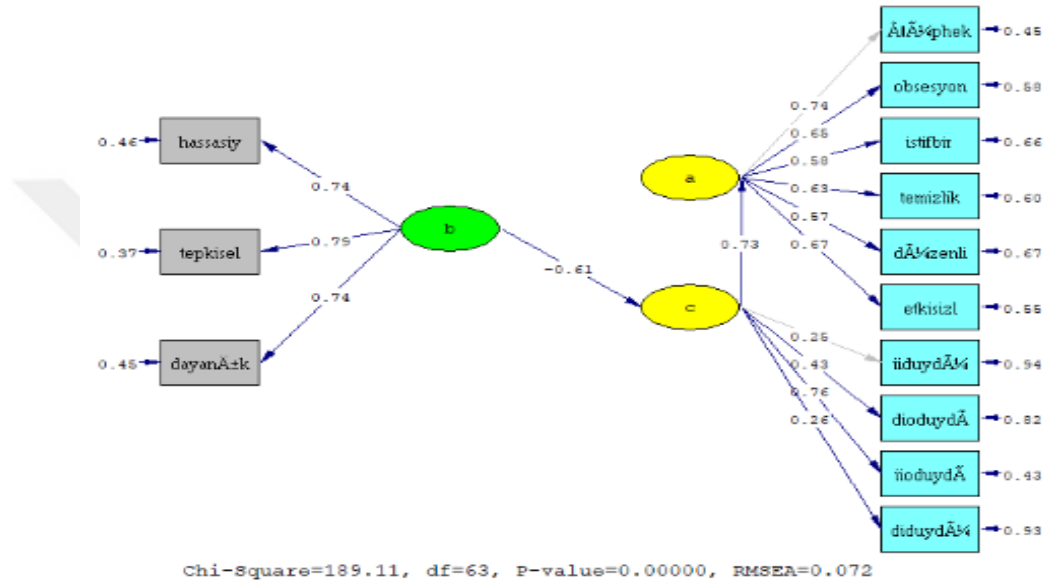 0.46 hassasiy
0.37 tepkisel
0.45 dayanÄ±k
0.74
0.79
0.74
b
-0.61
a
c
0.73
0.74
0.65
0.58
0.63
0.57
0.67
0.25
0.43
0.76
0.26
obsesyon 0.58
istifbir 0.66
temizlik 0.60
dÃ¼zenli 0.67
etkisizl 0.55
iiduydÃ¼ 0.94
dioduydÃ 0.82
iioduydÃ 0.43
diduydÃ¼ 0.93
0.45
Chi-Square=189.11, df=63, P-value=0.00000, RMSEA=0.072